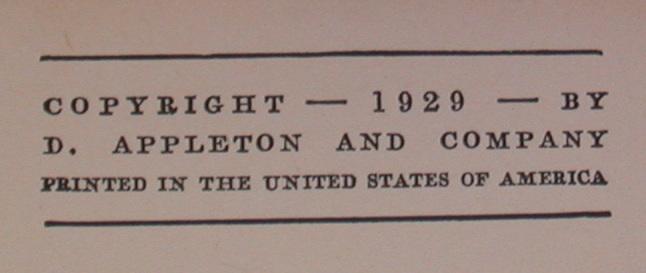 COPYRIGHT — 1929 — BY
D. APPLETON AND COMPANY
PRINTED IN THE UNITED STATES OF AMERICA